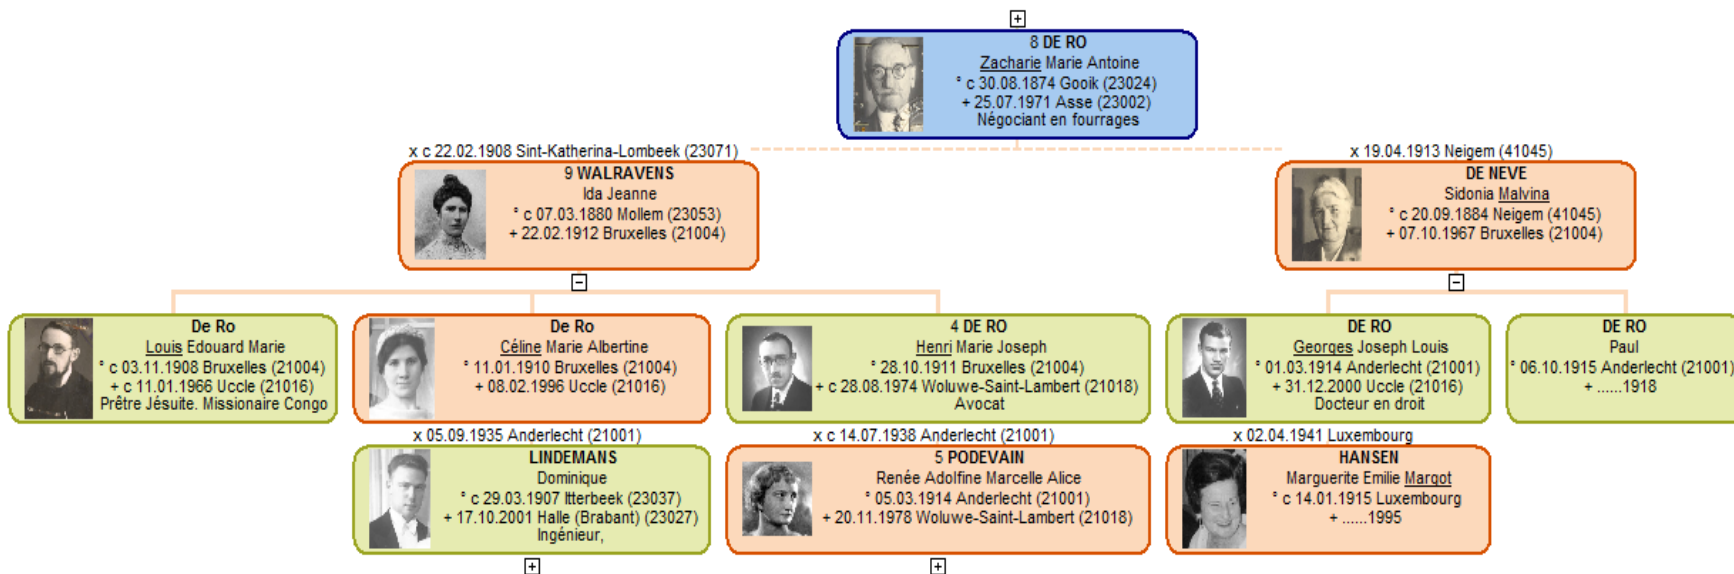 8 DE RO
Zacharie Marie Antoine
° c 30.08.1874 Gooik (23024)
+ 25.07.1971 Asse (23002)
Négociant en fourrages
x c 22.02.1908 Sint-Katherina-Lombeek (23071)
9 WALRAVENS
Ida Jeanne
° c 07.03.1880 Mollem (23053)
+ 22.02.1912 Bruxelles (21004)
x 19.04.1913 Neigem (41045)
DE NEVE
Sidonia Malvina
° c 20.09.1884 Neigem (41045)
+ 07.10.1967 Bruxelles (21004)
De Ro
Louis Edouard Marie
° c 03.11.1908 Bruxelles (21004)
+ c 11.01.1966 Uccle (21016)
Prêtre Jésuite. Missionaire Congo
De Ro
Céline Marie Albertine
° 11.01.1910 Bruxelles (21004)
+ 08.02.1996 Uccle (21016)
4 DE RO
Henri Marie Joseph
° 28.10.1911 Bruxelles (21004)
+ c 28.08.1974 Woluwe-Saint-Lambert (21018)
Avocat
DE RO
Georges Joseph Louis
° 01.03.1914 Anderlecht (21001)
+ 31.12.2000 Uccle (21016)
Docteur en droit
DE RO
Paul
° 06.10.1915 Anderlecht (21001)
+ ......1918
x 05.09.1935 Anderlecht (21001)
LINDEMANS
Dominique
° c 29.03.1907 Itterbeek (23037)
+ 17.10.2001 Halle (Brabant) (23027)
Ingénieur,
x c 14.07.1938 Anderlecht (21001)
5 PODEVAIN
Renée Adolfine Marcelle Alice
° 05.03.1914 Anderlecht (21001)
+ 20.11.1978 Woluwe-Saint-Lambert (21018)
x 02.04.1941 Luxembourg
HANSEN
Marguerite Emilie Margot
° c 14.01.1915 Luxembourg
+ ......1995